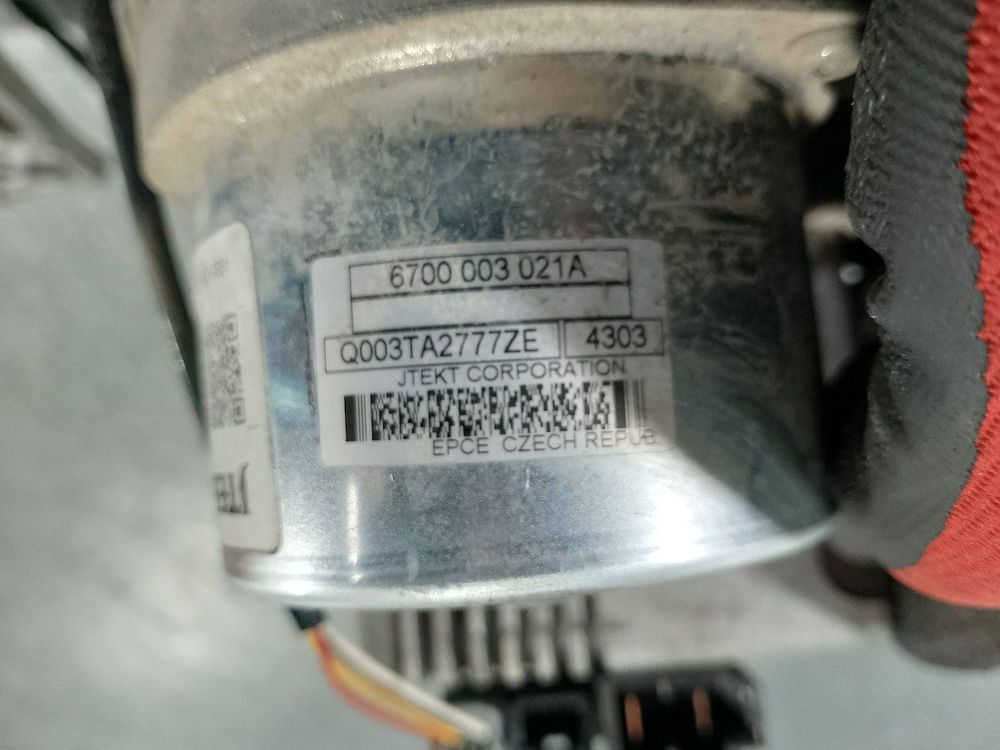 6700 003 021A
Q003TA2777ZE 4303
JTEKT CORPORATION
EPCE CZECH REPUB